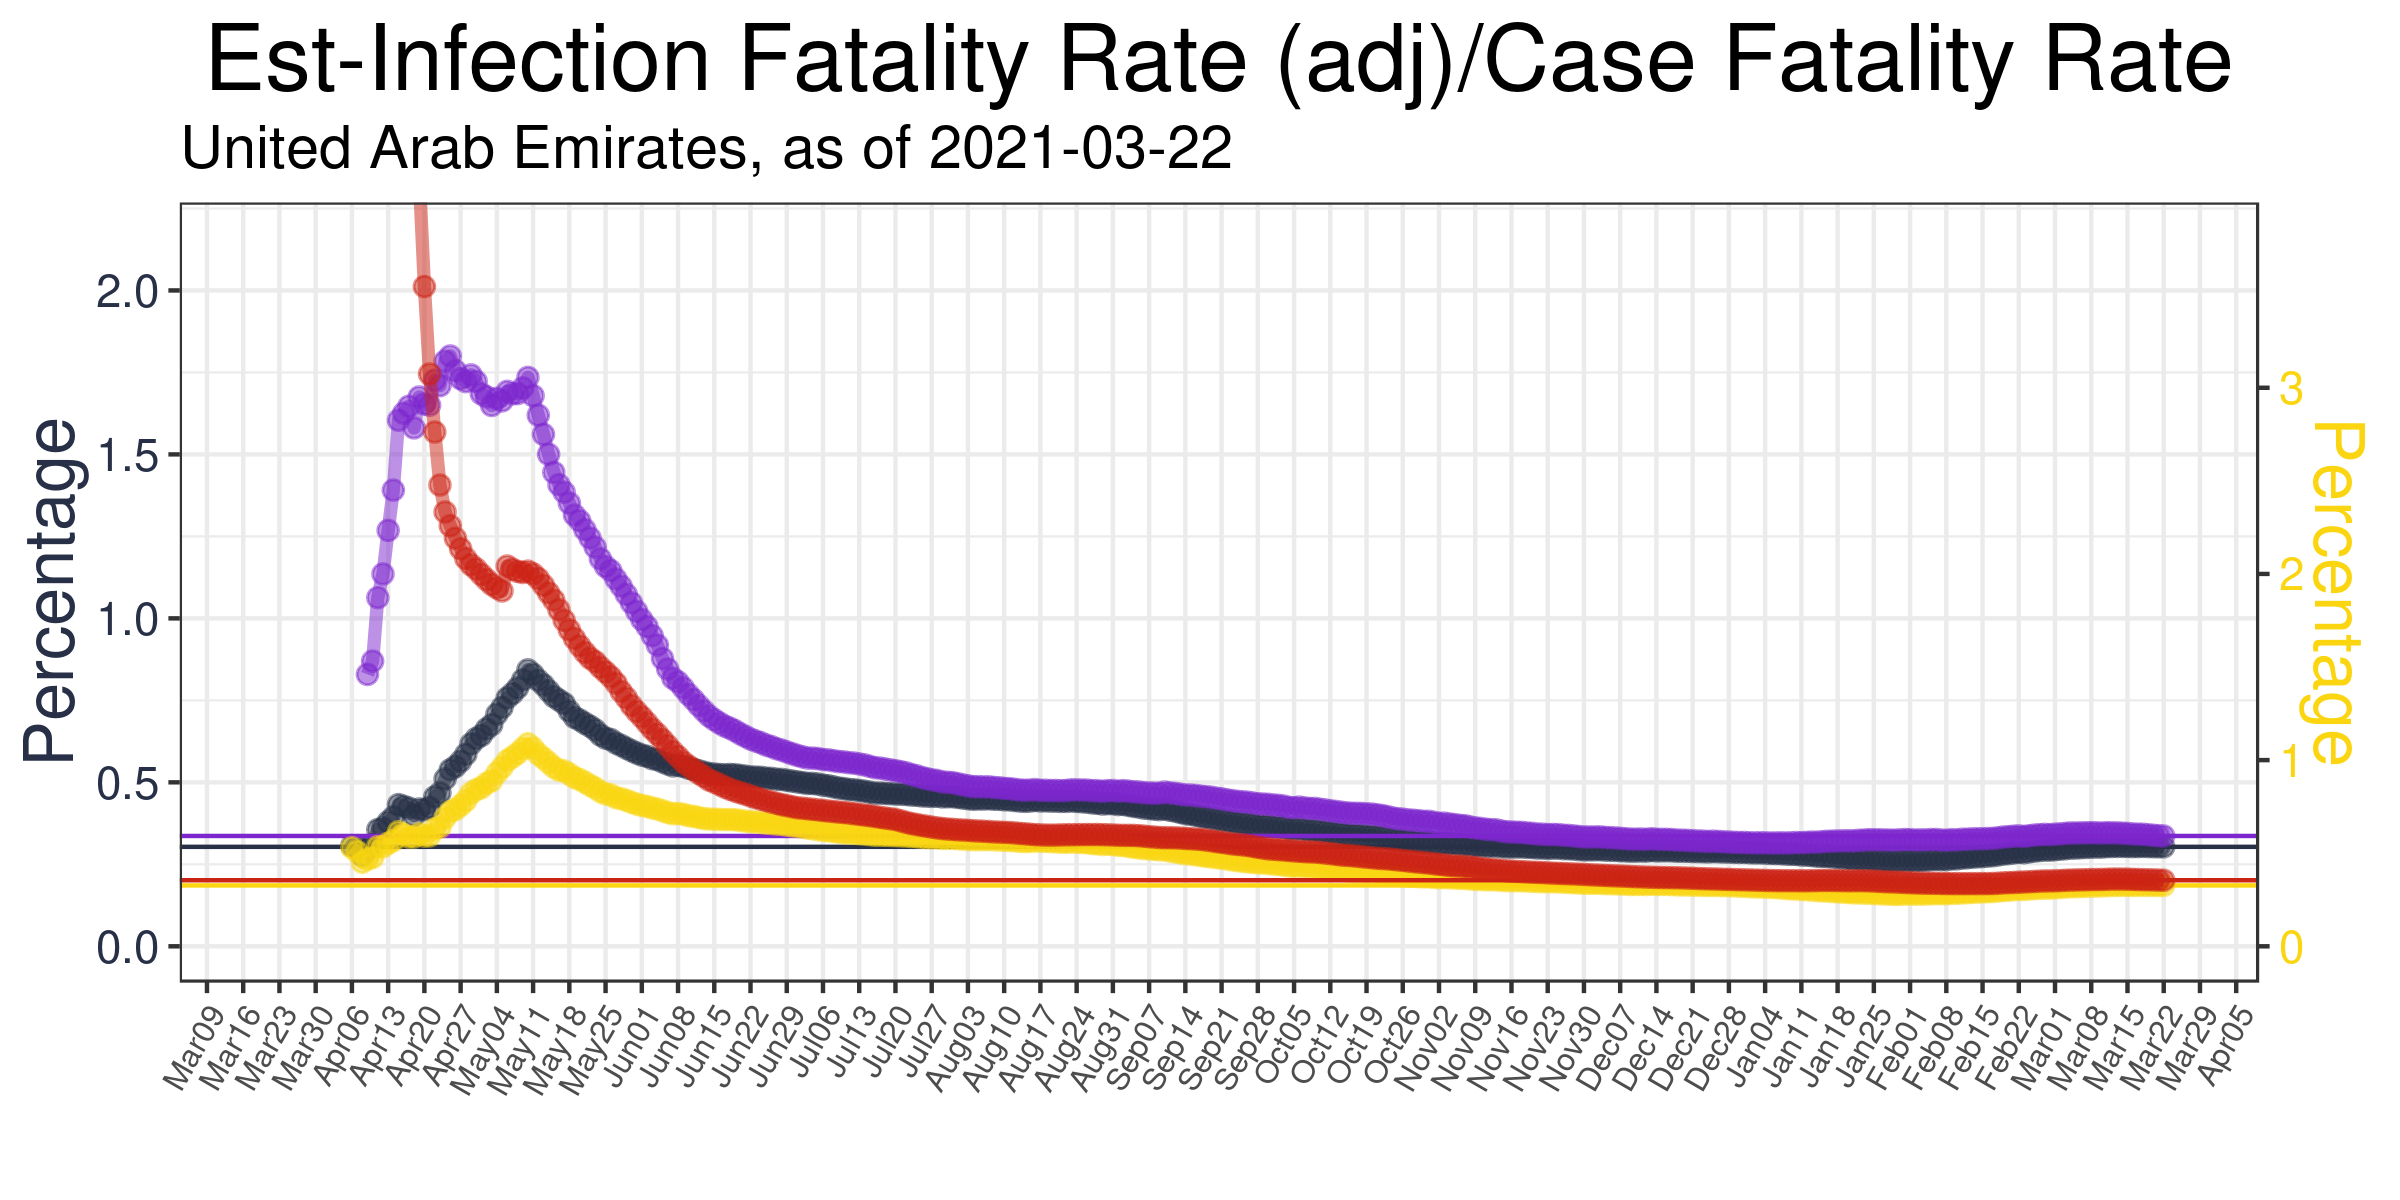 Est-Infection Fatality Rate (adj)/Case Fatality Rate
United Arab Emirates, as of 2021-03-22
Percentage
2.0
1.5
1.0
0.5
0.0
3
2
1
0
Percentage
Mar09 Mar16 Mar23 Mar30 Apr06 Apr13 Apr20 Apr27 May04 May11 May18 May25 Jun01 Jun08 Jun15 Jun22 Jun29 Jul06 Jul13 Jul20 Jul27 Aug03 Aug10 Aug17 Aug24 Aug31 Sep07 Sep14 Sep21 Sep28 Oct05 Oct12 Oct19 Oct26 Nov02 Nov09 Nov16 Nov23 Nov30 Dec07 Dec14 Dec21 Dec28 Jan04 Jan11 Jan18 Jan25 Feb01 Feb08 Feb15 Feb22 Mar01 Mar08 Mar15 Mar22 Mar29 Apr05